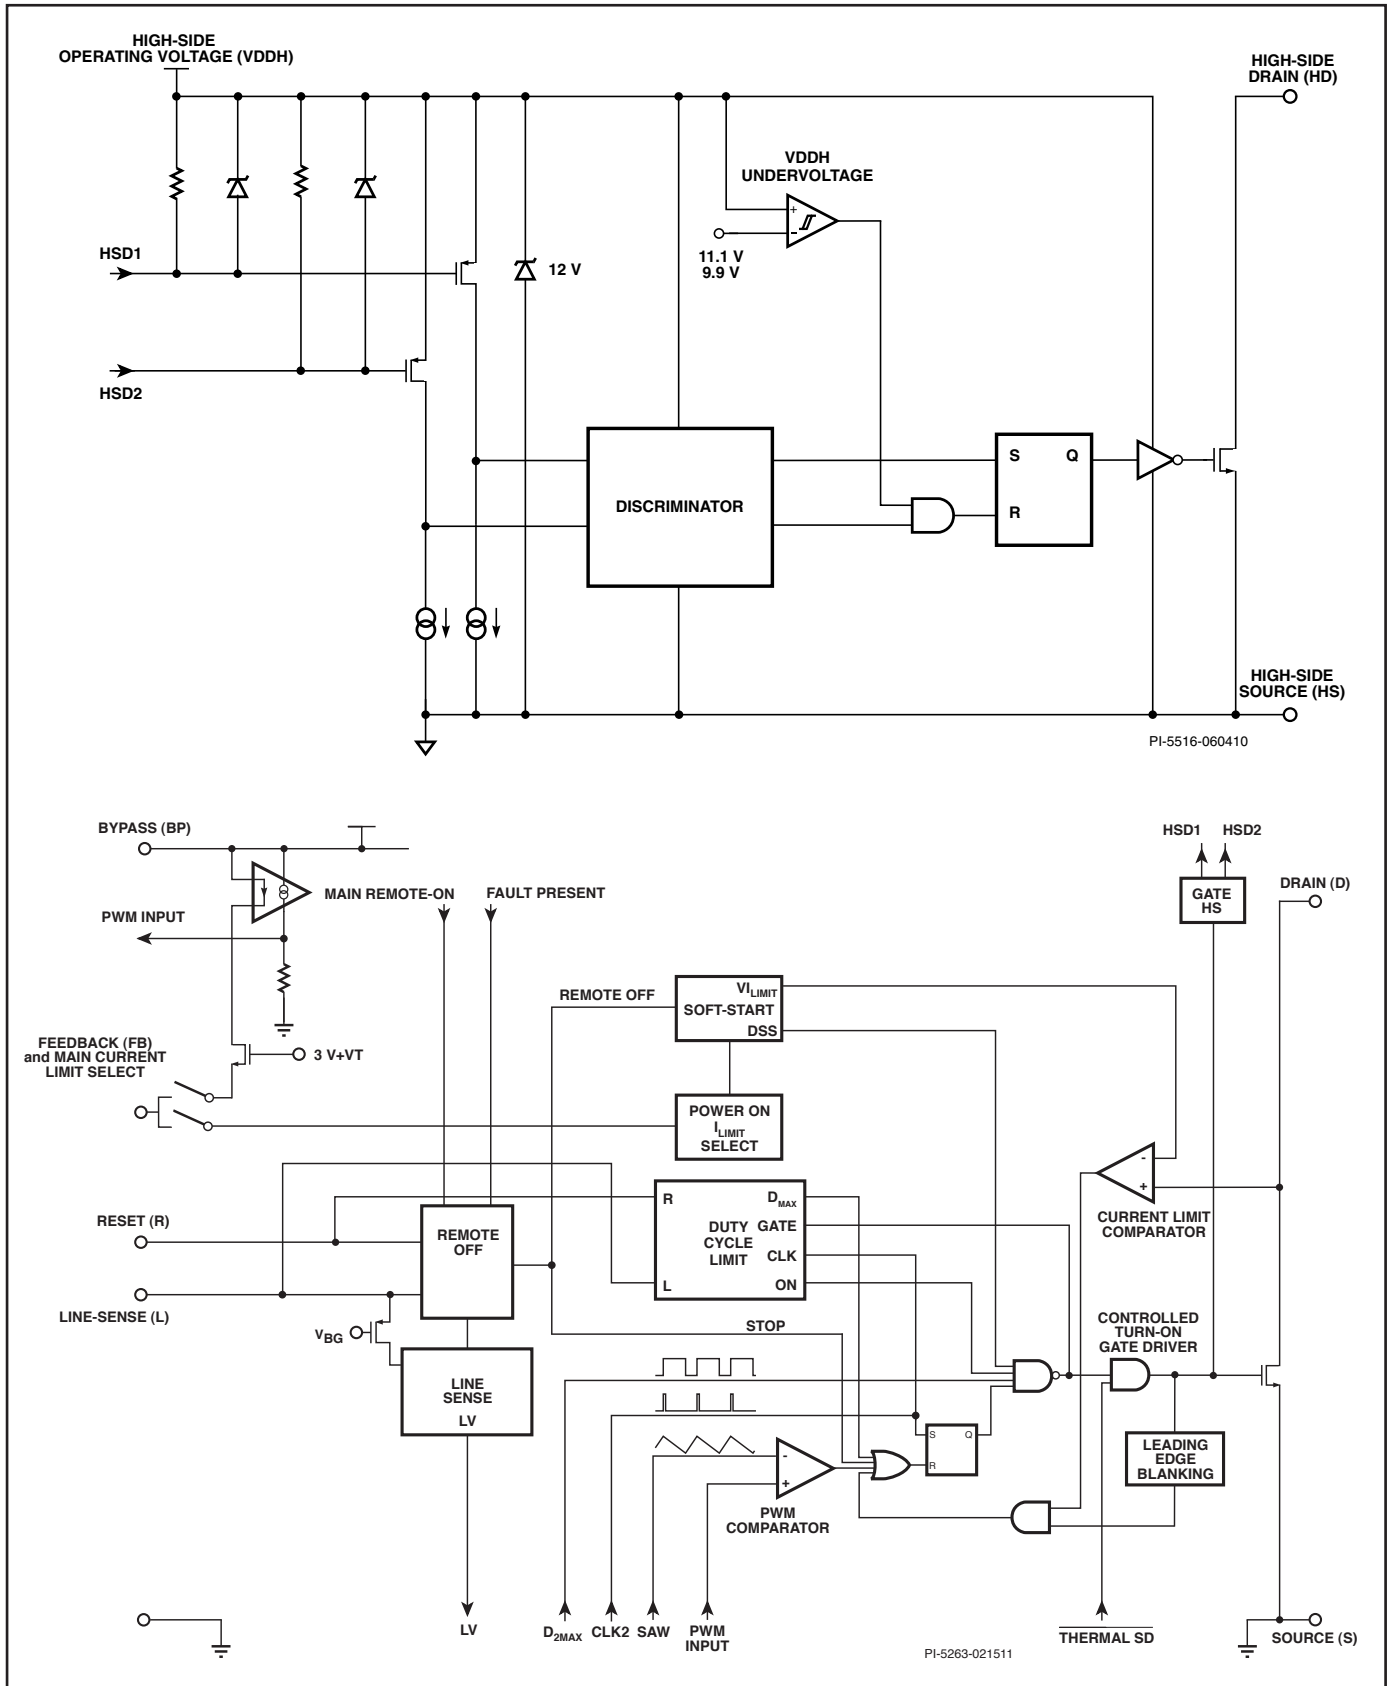 HIGH-SIDE
OPERATING VOLTAGE (VDDH)
HIGH-SIDE
DRAIN (HD)
VDDH
UNDERVOLTAGE
+
-
HSD1
12 V
11.1 V
9.9 V
HSD2
DISCRIMINATOR
S
Q
R
HIGH-SIDE
SOURCE (HS)
PI-5516-060410
BYPASS (BP)
HSD1
HSD2
MAIN REMOTE-ON
FAULT PRESENT
GATE
HS
DRAIN (D)
PWM INPUT
REMOTE OFF
VILIMIT
SOFT-START
DSS
FEEDBACK (FB)
and MAIN CURRENT
LIMIT SELECT
3 V+VT
POWER ON
ILIMIT
SELECT
-
+
CURRENT LIMIT
COMPARATOR
RESET (R)
REMOTE
OFF
R
DMAX
DUTY
CYCLE
LIMIT
GATE
CLK
L
ON
LINE-SENSE (L)
VBG
STOP
CONTROLLED
TURN-ON
GATE DRIVER
LINE
SENSE
LV
S
Q
R
-
+
PWM
COMPARATOR
LEADING
EDGE
BLANKING
LV
D2MAX
CLK2
SAW
PWM
INPUT
THERMAL SD
SOURCE (S)
PI-5263-021511